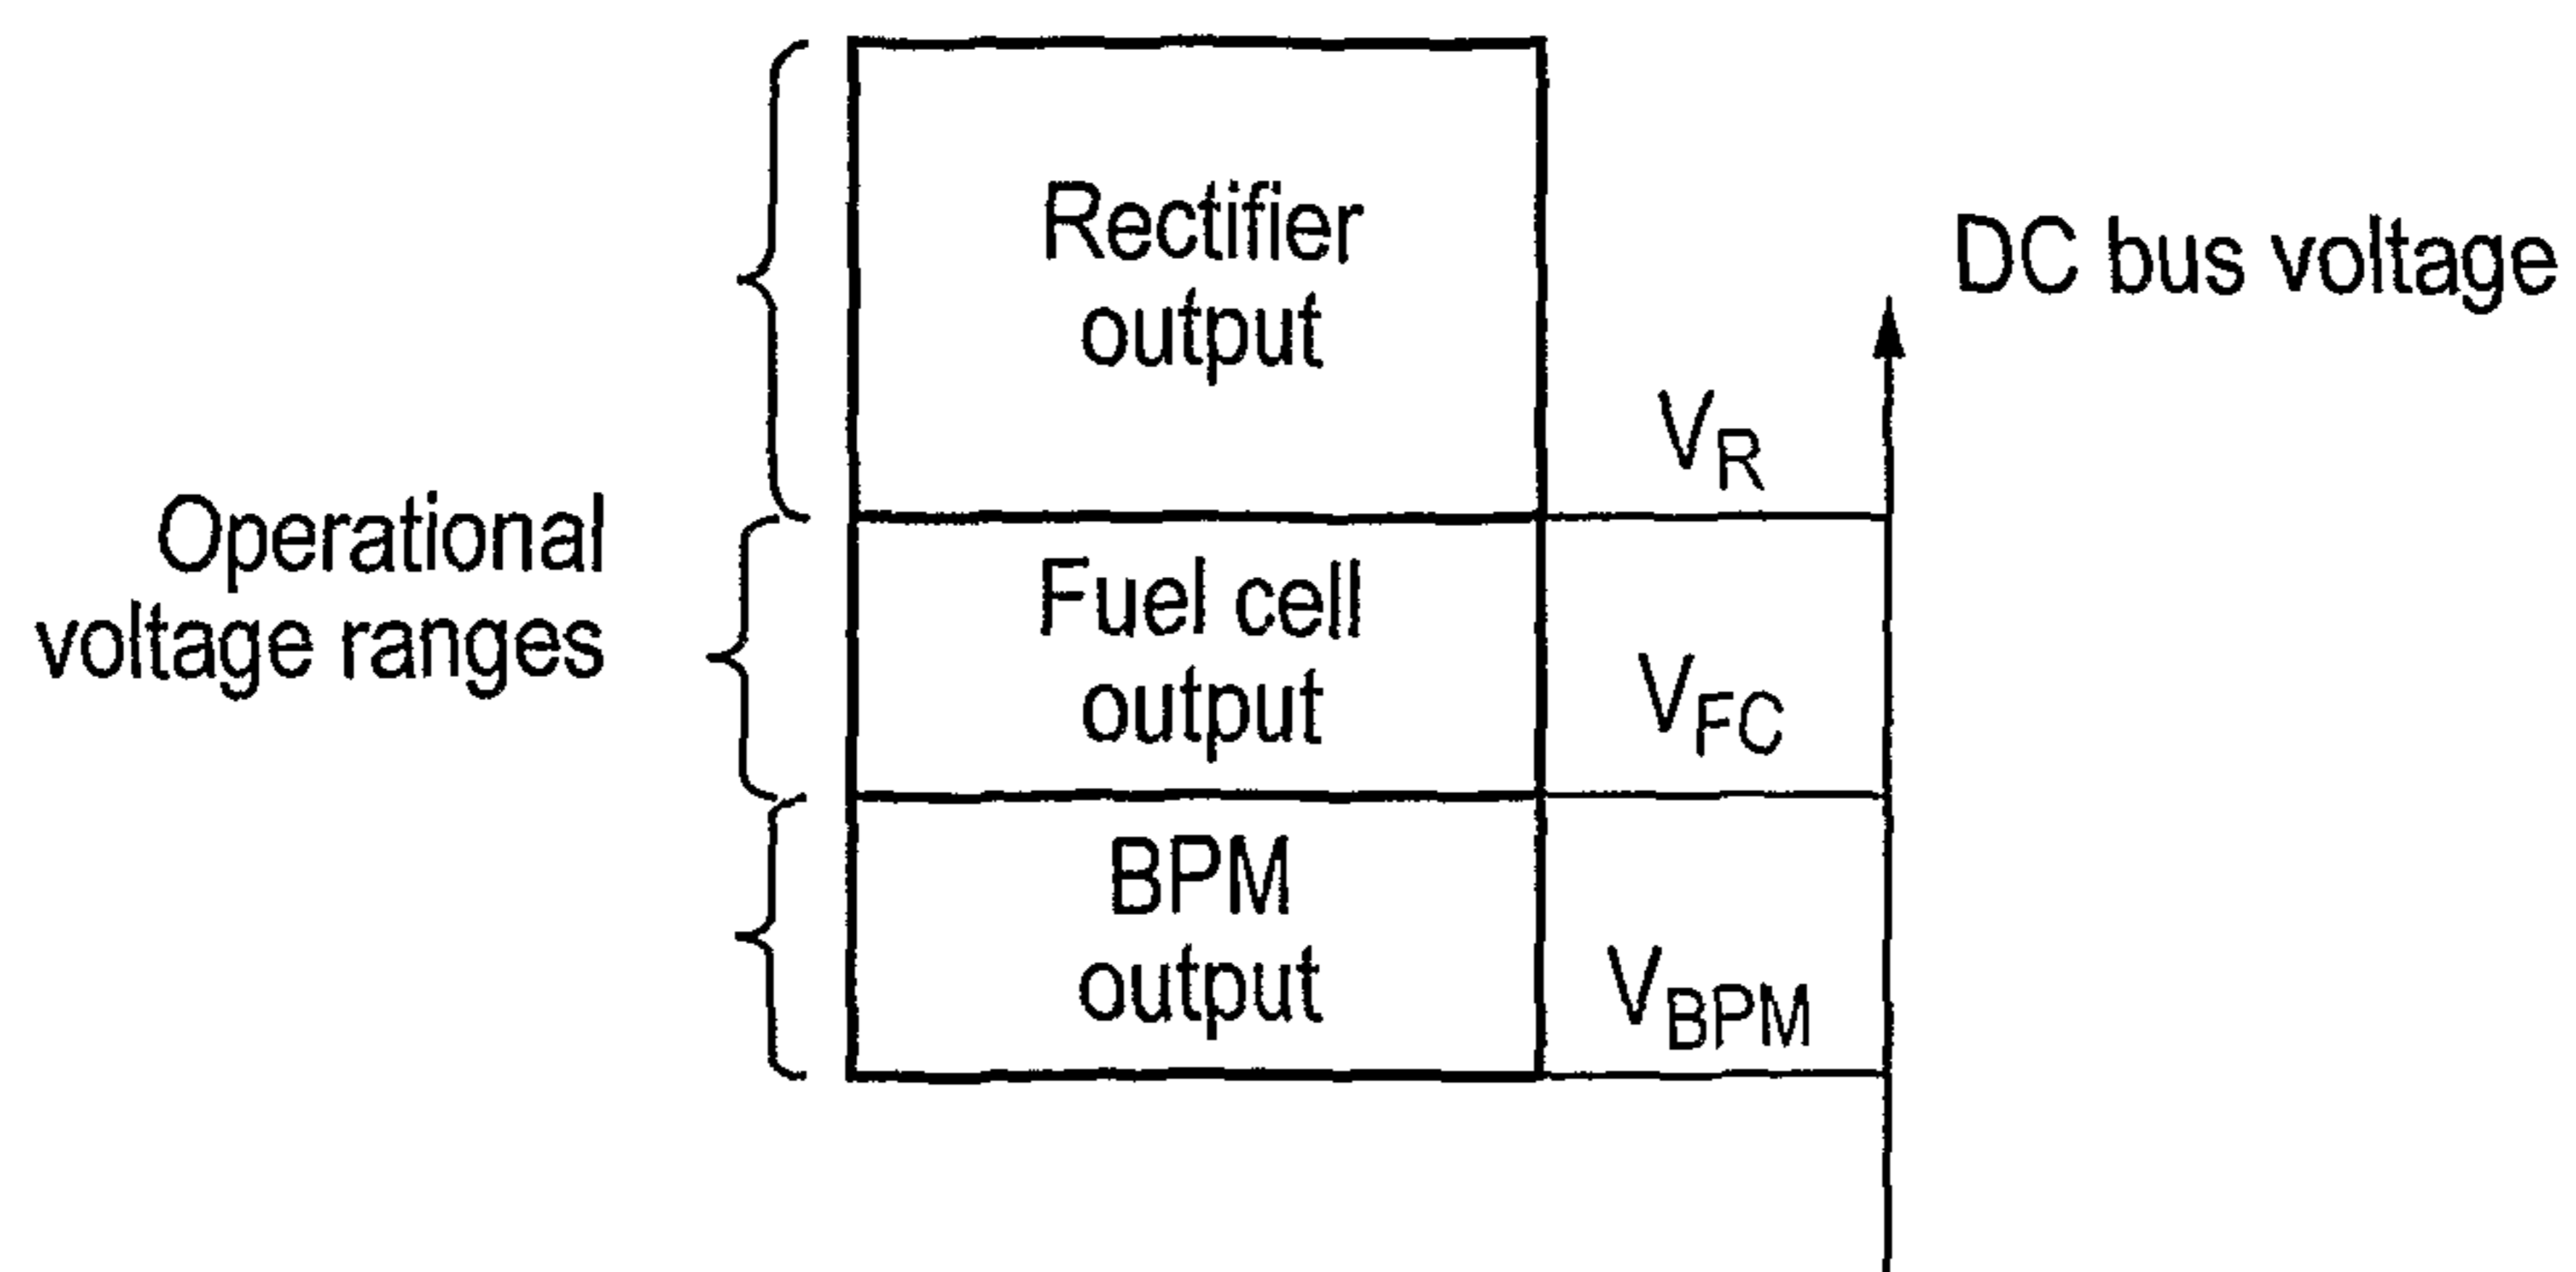 Rectifier
output
DC bus voltage
V_R
Operational
voltage ranges
Fuel cell
output
V_FC
BPM
output
V_BPM